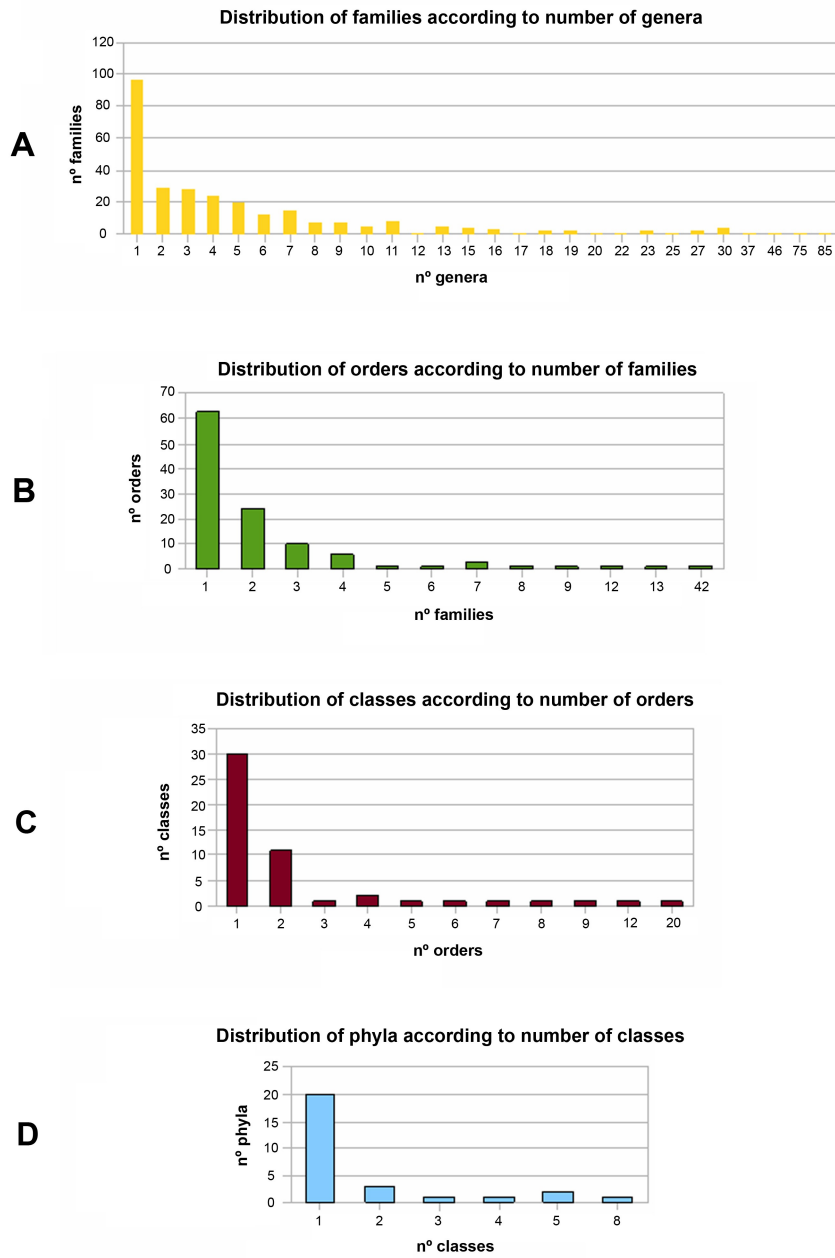 Distribution of families according to number of genera
120
100
80
60
40
20
0
nº families
A
1 2 3 4 5 6 7 8 9 10 11 12 13 15 16 17 18 19 20 22 23 25 27 30 37 46 75 85
nº genera
Distribution of orders according to number of families
70
60
50
40
30
20
10
0
nº orders
B
1 2 3 4 5 6 7 8 9 12 13 42
nº families
Distribution of classes according to number of orders
35
30
25
20
15
10
5
0
nº classes
C
1 2 3 4 5 6 7 8 9 12 20
nº orders
Distribution of phyla according to number of classes
25
20
15
10
5
0
nº phyla
D
1 2 3 4 5 8
nº classes